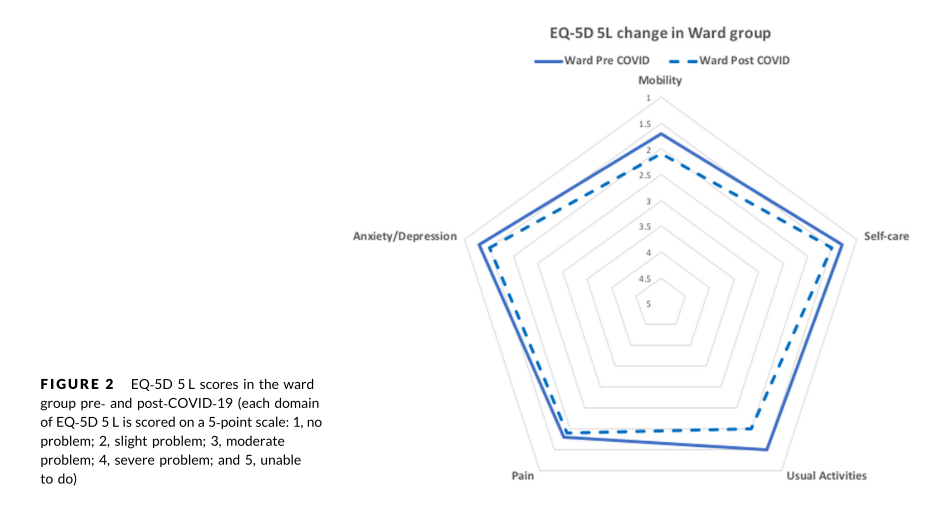 EQ-5D 5L change in Ward group
Ward Pre COVID Ward Post COVID
Mobility
1
1.5
2
2.5
3
3.5
4
4.5
5
Anxiety/Depression
Self-care
Pain
Usual Activities
FIGURE 2 EQ-5D 5 L scores in the ward
group pre- and post-COVID-19 (each domain
of EQ-5D 5 L is scored on a 5-point scale: 1, no
problem; 2, slight problem; 3, moderate
problem; 4, severe problem; and 5, unable
to do)